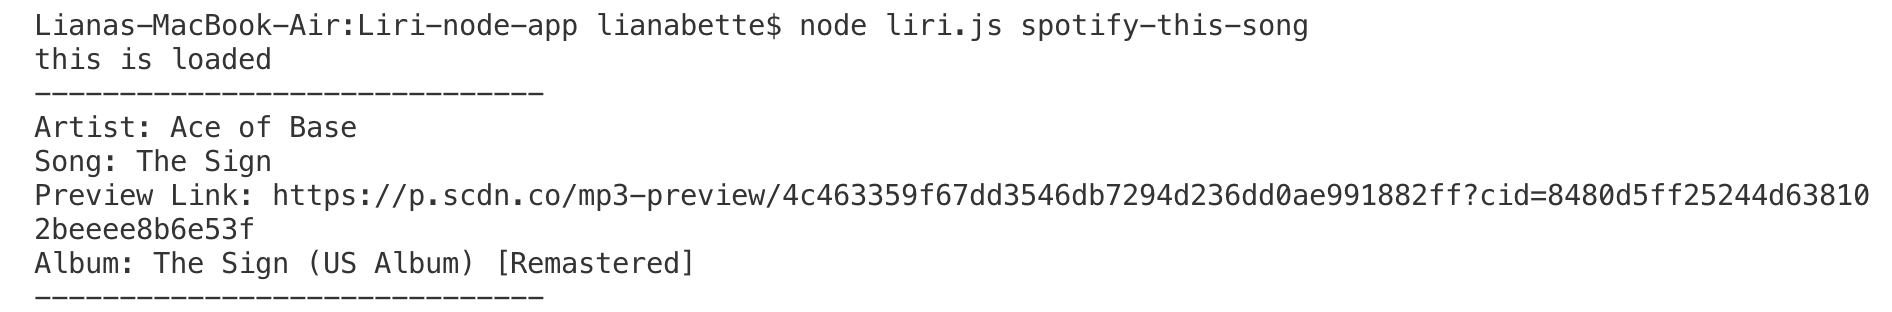 Lianas-MacBook-Air:Liri-node-app lianabette$ node liri.js spotify-this-song
this is loaded
------------------------------
Artist: Ace of Base
Song: The Sign
Preview Link: https://p.scdn.co/mp3-preview/4c463359f67dd3546db7294d236dd0ae991882ff?cid=8480d5ff25244d63810
2beeee8b6e53f
Album: The Sign (US Album) [Remastered]
------------------------------